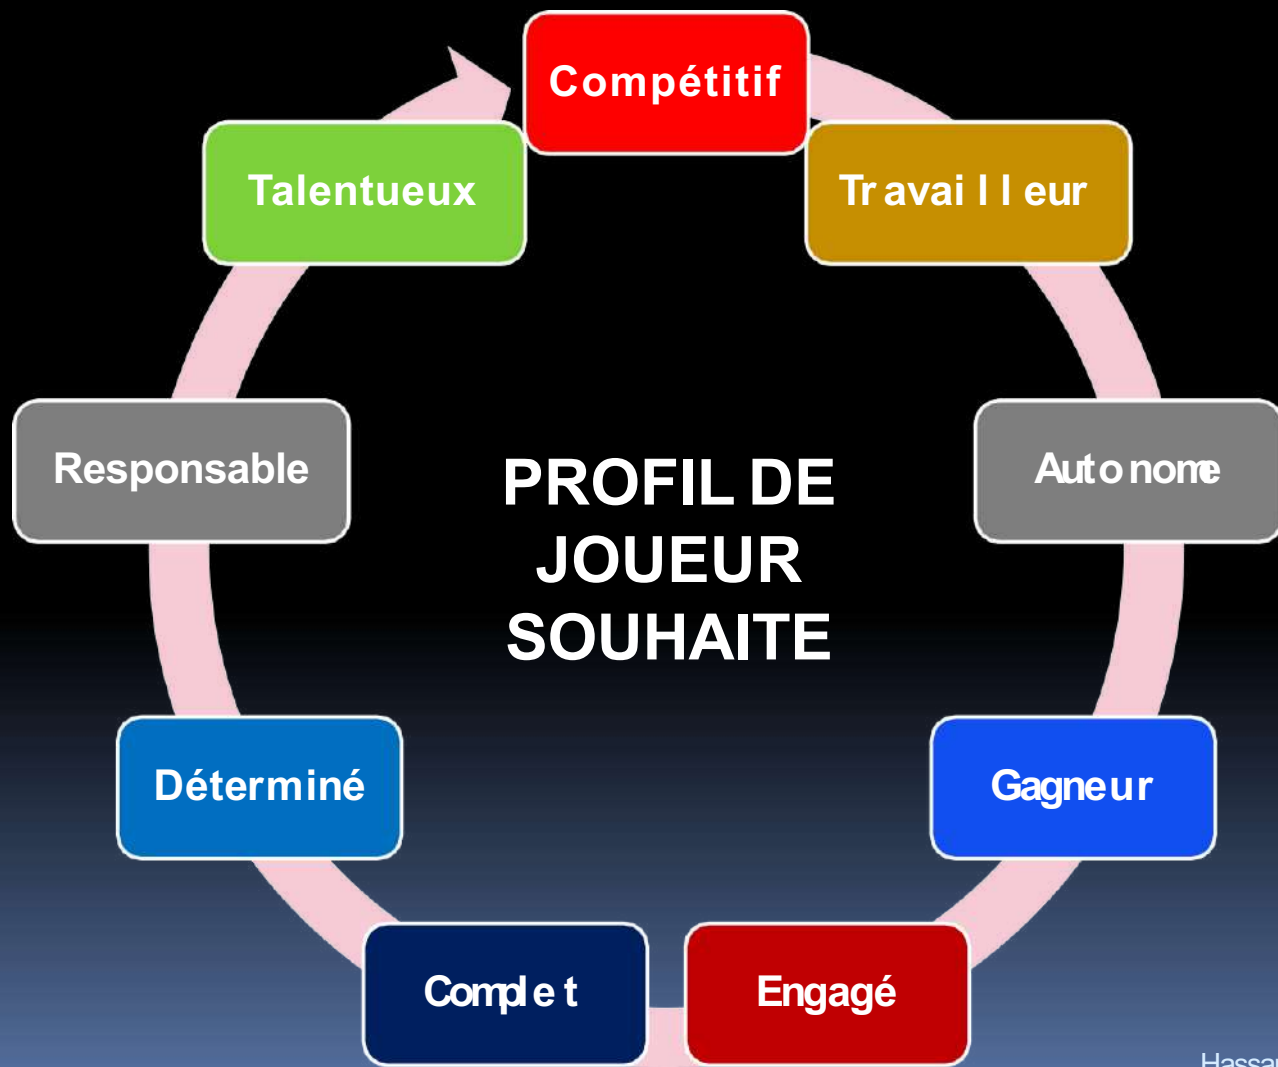 Compétitif
Travailleur
Autonome
Gagneur
Engagé
Complet
Déterminé
Responsable
Talentueux
PROFIL DE
JOUEUR
SOUHAITE